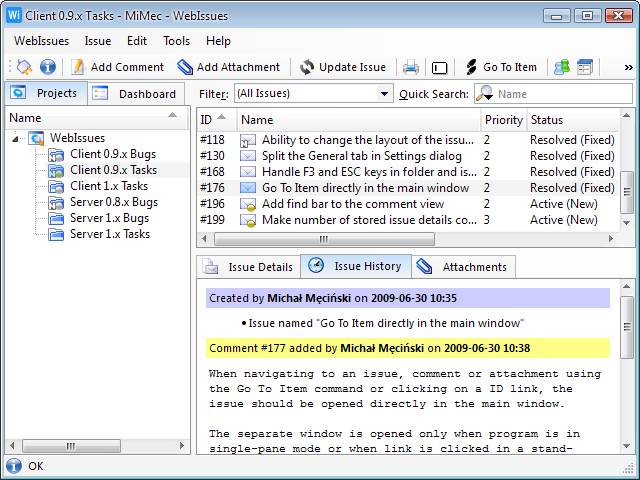 Client 0.9.x Tasks - MiMec - WebIssues
WebIssues Issue Edit Tools Help
Add Comment Add Attachment Update Issue Go To Item »
Projects Dashboard
Filter: (All Issues) Quick Search: Name
Name
WebIssues
Client 0.9.x Bugs
Client 0.9.x Tasks
Client 1.x Tasks
Server 0.8.x Bugs
Server 1.x Bugs
Server 1.x Tasks
ID Name Priority Status
#118 Ability to change the layout of the issu... 2 Resolved (Fixed)
#130 Split the General tab in Settings dialog 2 Resolved (Fixed)
#168 Handle F3 and ESC keys in folder and is... 2 Resolved (Fixed)
#176 Go To Item directly in the main window 2 Resolved (Fixed)
#196 Add find bar to the comment view 2 Active (New)
#199 Make number of stored issue details co... 3 Active (New)
Issue Details Issue History Attachments
Created by Michał Męciński on 2009-06-30 10:35
• Issue named "Go To Item directly in the main window"
Comment #177 added by Michał Męciński on 2009-06-30 10:38
When navigating to an issue, comment or attachment using
the Go To Item command or clicking on a ID link, the
issue should be opened directly in the main window.
The separate window is opened only when program is in
single-pane mode or when link is clicked in a stand-
OK